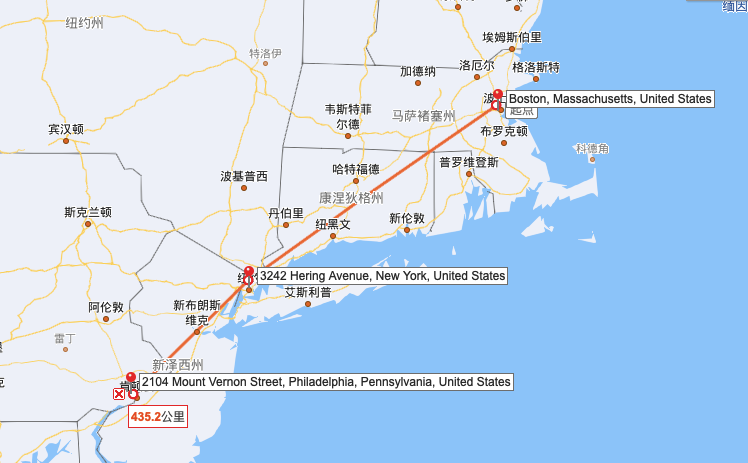 缅因
纽约州
埃姆斯伯里
特洛伊
洛厄尔
格洛斯特
加德纳
Boston, Massachusetts, United States
起点
韦斯特菲
尔德
马萨诸塞州
宾汉顿
布罗克顿
科德角
普罗维登斯
哈特福德
波基普西
康涅狄格州
斯克兰顿
丹伯里
新伦敦
纽黑文
3242 Hering Avenue, New York, United States
艾斯利普
阿伦敦
新布朗斯
维克
雷丁
新泽西州
2104 Mount Vernon Street, Philadelphia, Pennsylvania, United States
435.2公里